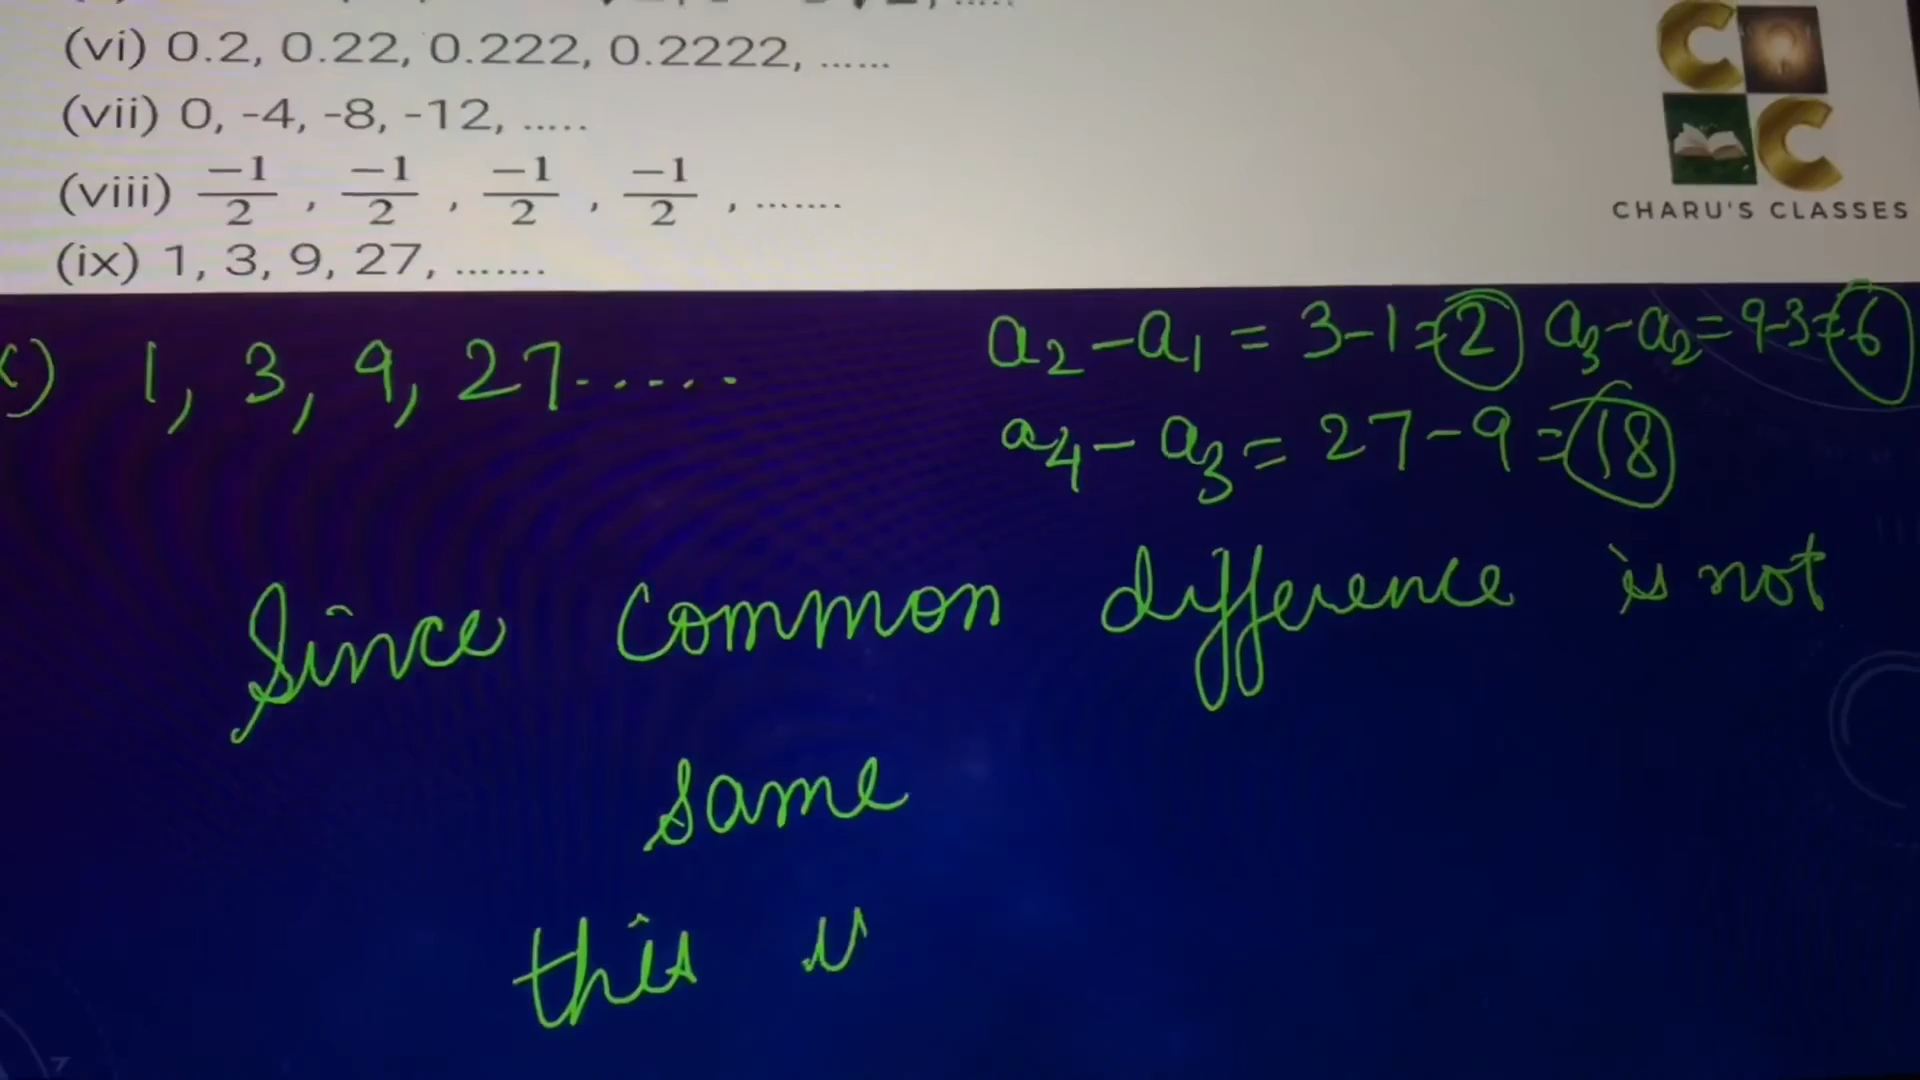 (vi) 0.2, 0.22, 0.222, 0.2222, ......
(vii) 0, -4, -8, -12, .....
(viii) −1/2 , −1/2 , −1/2 , −1/2 , .......
(ix) 1, 3, 9, 27, .......
CHARU'S CLASSES
) 1, 3, 9, 27.....
a₂-a₁ = 3-1=2 a₃-a₂=9-3=6
a₄-a₃= 27-9=18
Since common difference is not
same
this